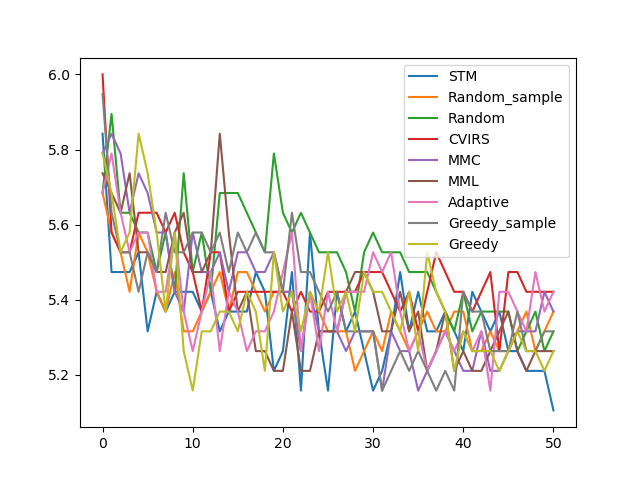 6.0
5.8
5.6
5.4
5.2
0
10
20
30
40
50
STM
Random_sample
Random
CVIRS
MMC
MML
Adaptive
Greedy_sample
Greedy